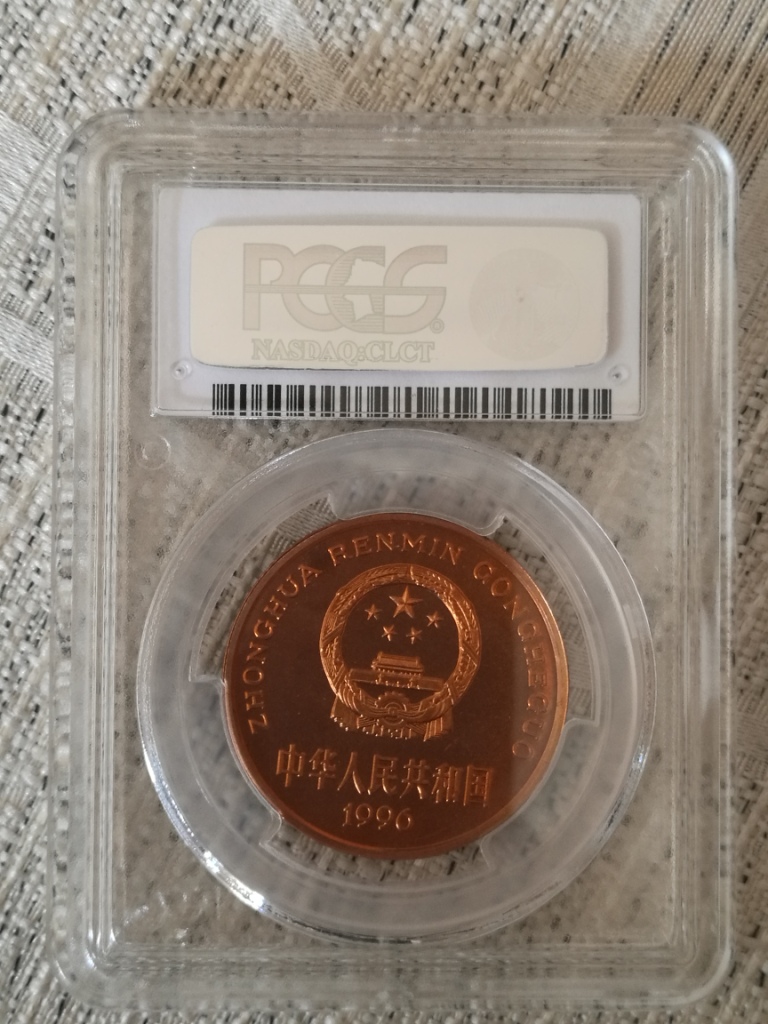 PCGS®
NASDAQ:CLCT
ZHONGHUA RENMIN GONGHEGUO
中华人民共和国
1996